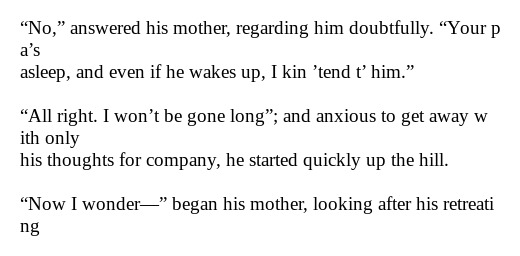 “No,” answered his mother, regarding him doubtfully. “Your p
a’s
asleep, and even if he wakes up, I kin ’tend t’ him.”
“All right. I won’t be gone long”; and anxious to get away w
ith only
his thoughts for company, he started quickly up the hill.
“Now I wonder—” began his mother, looking after his retreati
ng